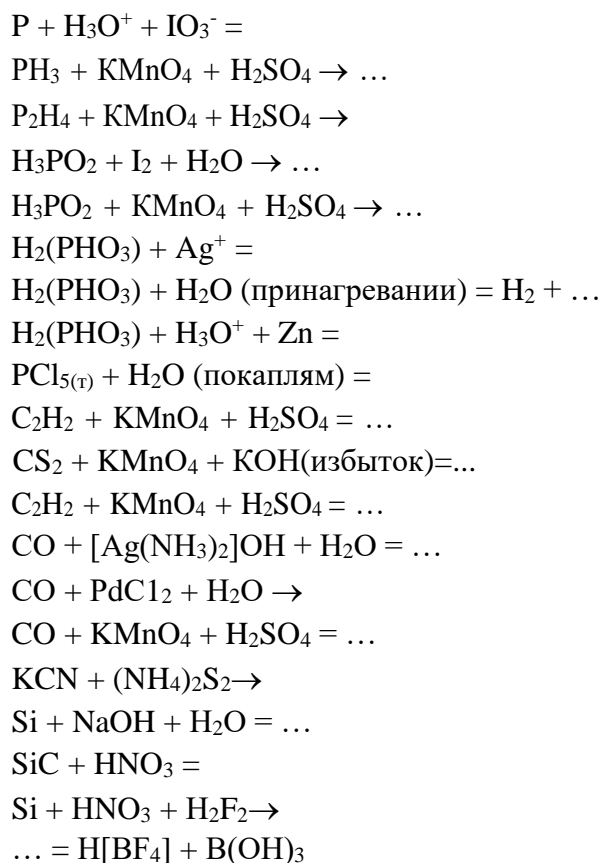 P + H₃O⁺ + IO₃⁻ =
PH₃ + KMnO₄ + H₂SO₄ → …
P₂H₄ + KMnO₄ + H₂SO₄ →
H₃PO₂ + I₂ + H₂O → …
H₃PO₂ + KMnO₄ + H₂SO₄ → …
H₂(PHO₃) + Ag⁺ =
H₂(PHO₃) + H₂O (принагревании) = H₂ + …
H₂(PHO₃) + H₃O⁺ + Zn =
PCl₅₍т₎ + H₂O (покаплям) =
C₂H₂ + KMnO₄ + H₂SO₄ = …
CS₂ + KMnO₄ + KOH(избыток)=...
C₂H₂ + KMnO₄ + H₂SO₄ = …
CO + [Ag(NH₃)₂]OH + H₂O = …
CO + PdC1₂ + H₂O →
CO + KMnO₄ + H₂SO₄ = …
KCN + (NH₄)₂S₂→
Si + NaOH + H₂O = …
SiC + HNO₃ =
Si + HNO₃ + H₂F₂→
… = H[BF₄] + B(OH)₃